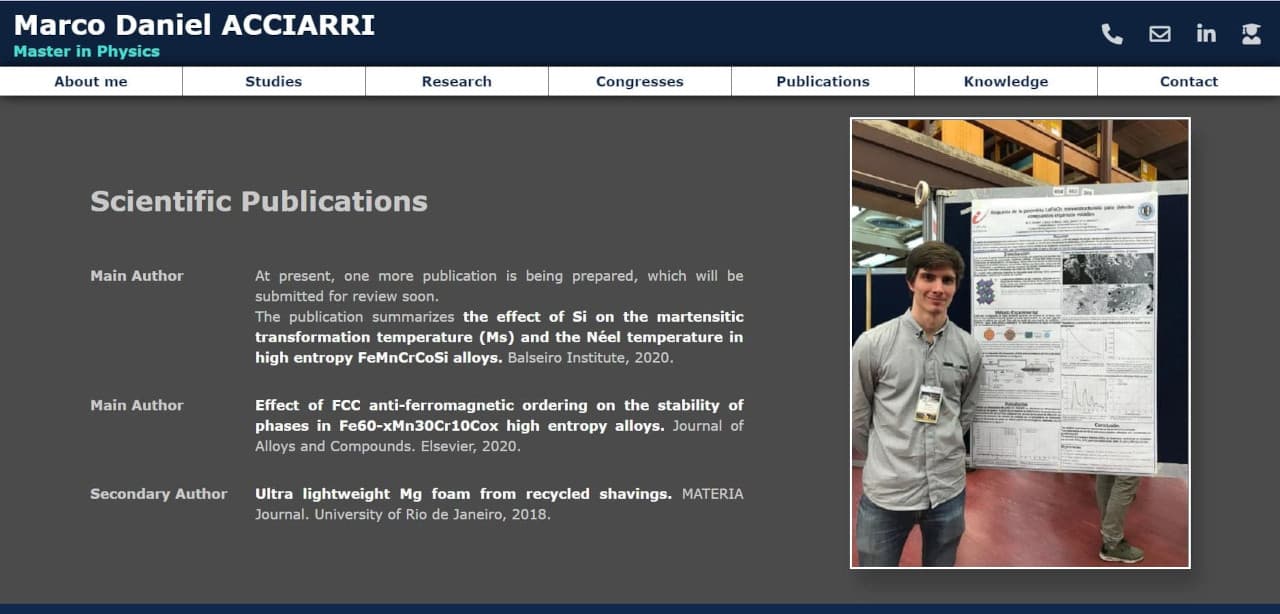 Marco Daniel ACCIARRI
Master in Physics
About me
Studies
Research
Congresses
Publications
Knowledge
Contact
Scientific Publications
Main Author
At present, one more publication is being prepared, which will be
submitted for review soon.
The publication summarizes the effect of Si on the martensitic
transformation temperature (Ms) and the Néel temperature in
high entropy FeMnCrCoSi alloys. Balseiro Institute, 2020.
Main Author
Effect of FCC anti-ferromagnetic ordering on the stability of
phases in Fe60-xMn30Cr10Cox high entropy alloys. Journal of
Alloys and Compounds. Elsevier, 2020.
Secondary Author
Ultra lightweight Mg foam from recycled shavings. MATERIA
Journal. University of Rio de Janeiro, 2018.